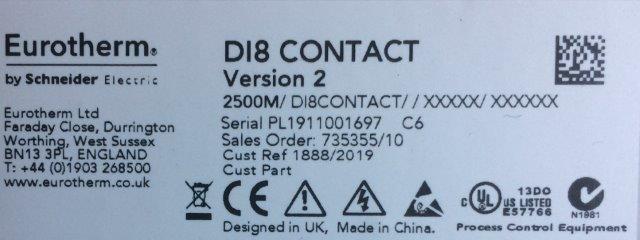 Eurotherm®
by Schneider Electric
Eurotherm Ltd
Faraday Close, Durrington
Worthing, West Sussex
BN13 3PL, ENGLAND
T: +44 (0)1903 268500
www.eurotherm.co.uk
DI8 CONTACT
Version 2
2500M/ DI8CONTACT/ / XXXXX/ XXXXXX
Serial PL1911001697 C6
Sales Order: 735355/10
Cust Ref 1888/2019
Cust Part
CE
C UL US LISTED
13DO
E57766
N1981
Designed in UK, Made in China.
Process Control Equipment